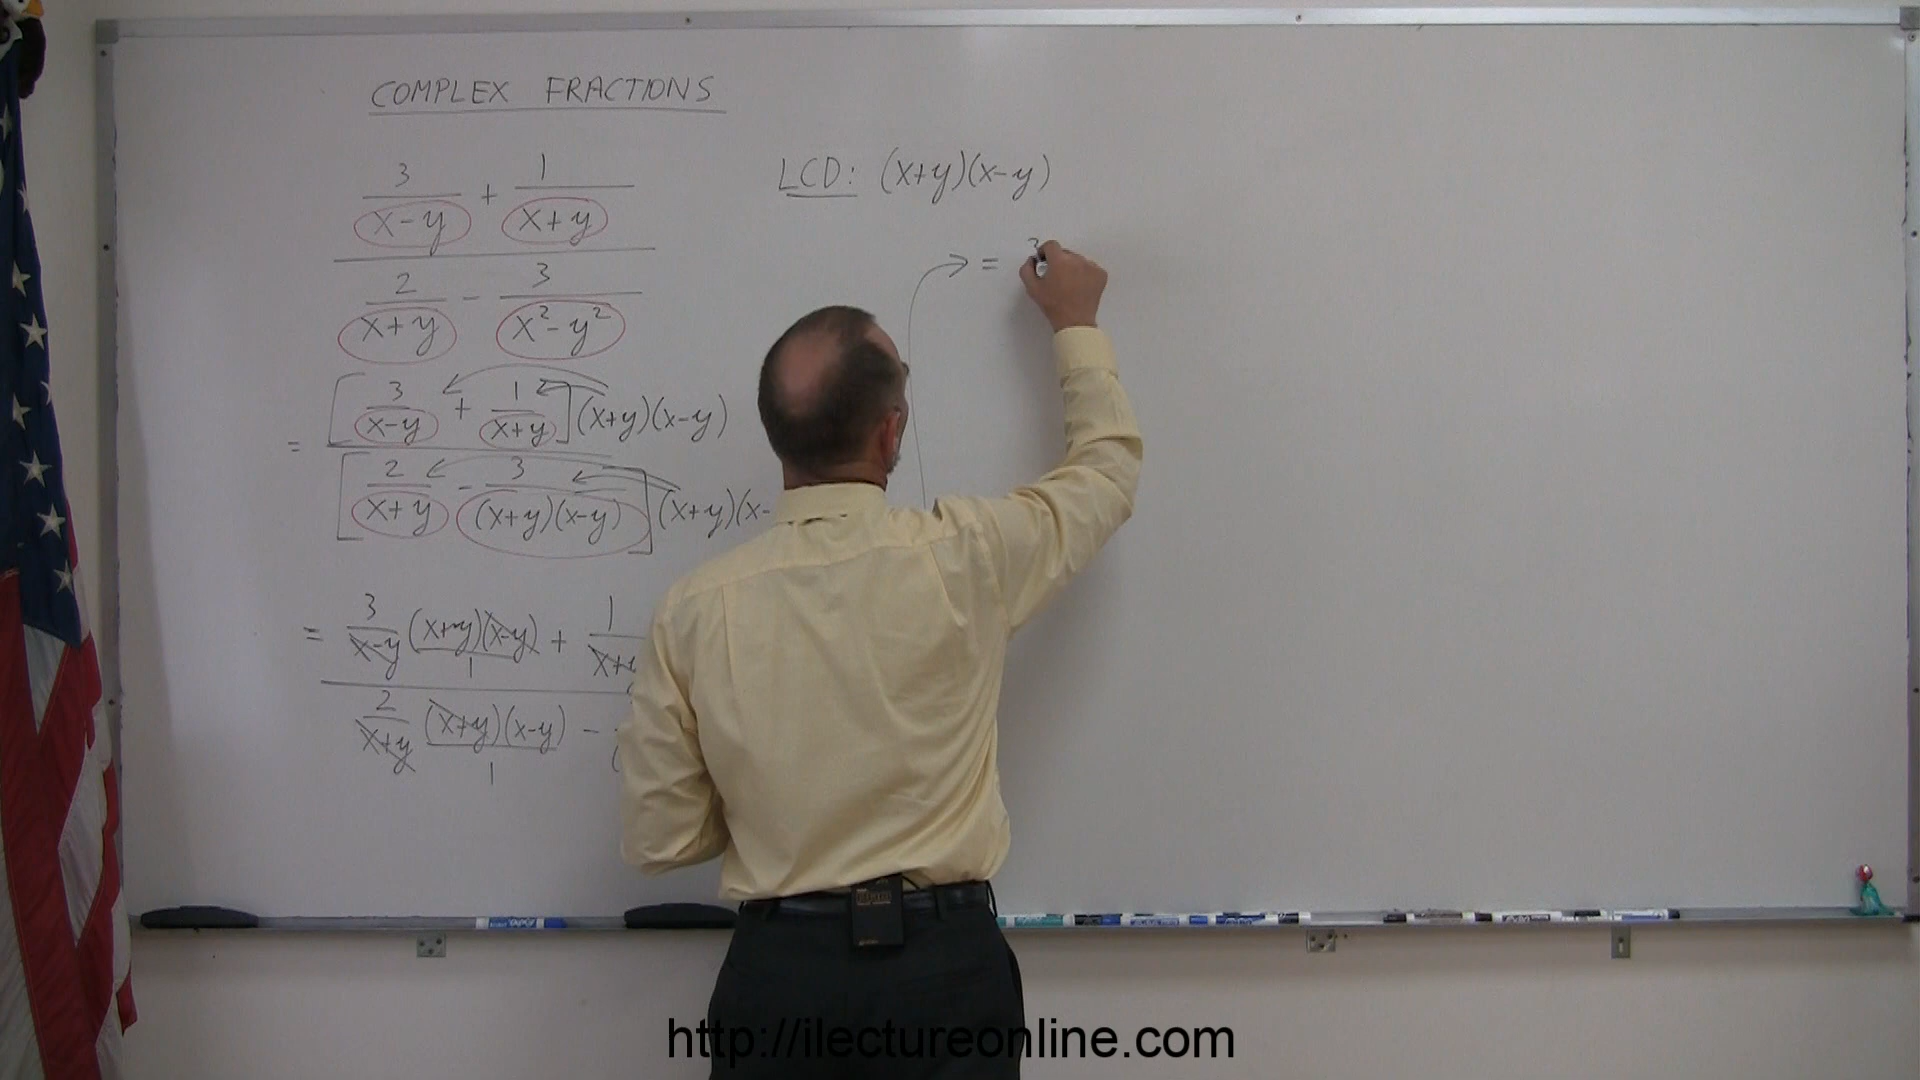 COMPLEX FRACTIONS
3 1
— + —
x-y x+y
2 3
— - —
x+y x²-y²
LCD: (x+y)(x-y)
= [ 3/(x-y) + 1/(x+y) ] (x+y)(x-y)
[ 2/(x+y) - 3/((x+y)(x-y)) ] (x+y)(x-
= 3/(x-y) (x+y)(x-y)/1 + 1/(x+y
2/(x+y) (x+y)(x-y)/1 -
= 3
http://ilectureonline.com